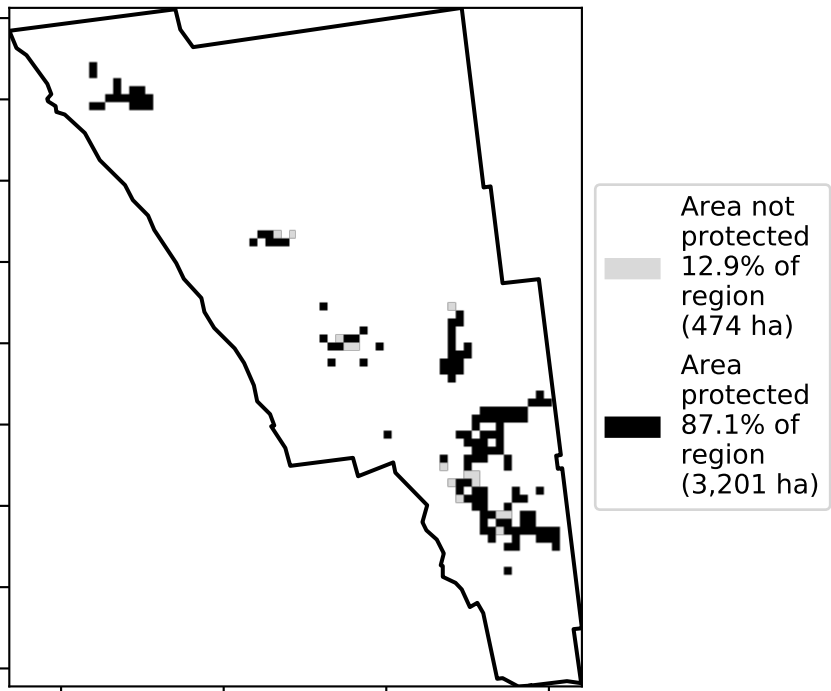 Area not
protected
12.9% of
region
(474 ha)
Area
protected
87.1% of
region
(3,201 ha)